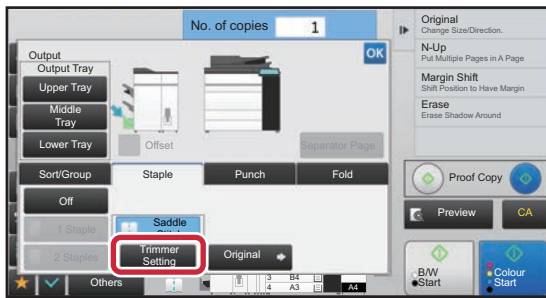 No. of copies 1
Output
OK
Output Tray
Upper Tray
Middle
Tray
Lower Tray
Offset
Separator Page
Sort/Group
Staple
Punch
Fold
Off
1 Staple
2 Staples
Saddle
Trimmer
Setting
Original
Others
3 B4
4 A3
A4
Original
Change Size/Direction.
N-Up
Put Multiple Pages in A Page
Margin Shift
Shift Position to Have Margin
Erase
Erase Shadow Around
Proof Copy
Preview
CA
B/W
Start
Colour
Start